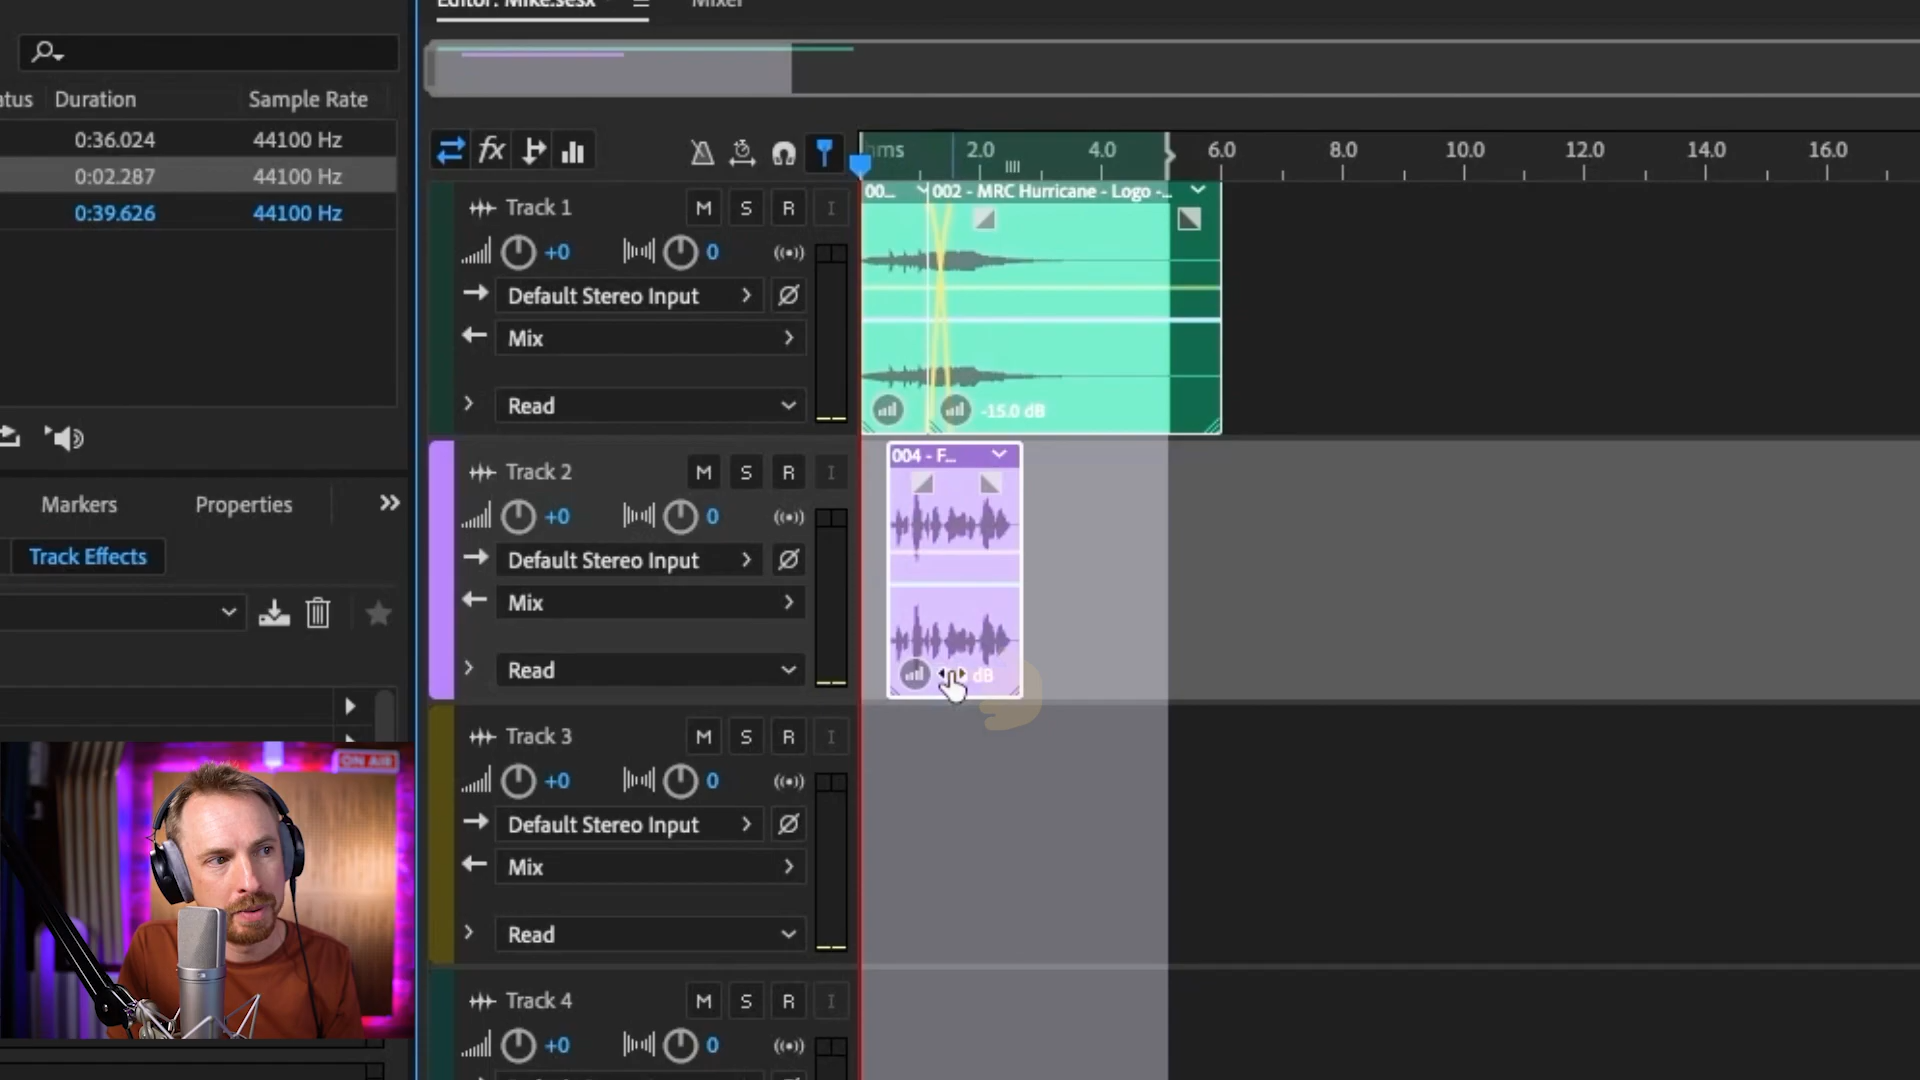 Editor: Mike.sesx
Mixer
atus Duration Sample Rate
0:36.024 44100 Hz
0:02.287 44100 Hz
0:39.626 44100 Hz
fx
hms 2.0 4.0 6.0 8.0 10.0 12.0 14.0 16.0
00... 002 - MRC Hurricane - Logo -...
Track 1 M S R I
+0 0
Default Stereo Input
Mix
Read
-15.0 dB
004 - F...
Track 2 M S R I
+0 0
Default Stereo Input
Mix
Read
dB
Markers Properties
Track Effects
Track 3 M S R I
+0 0
Default Stereo Input
Mix
Read
Track 4 M S R I
+0 0
ON AIR